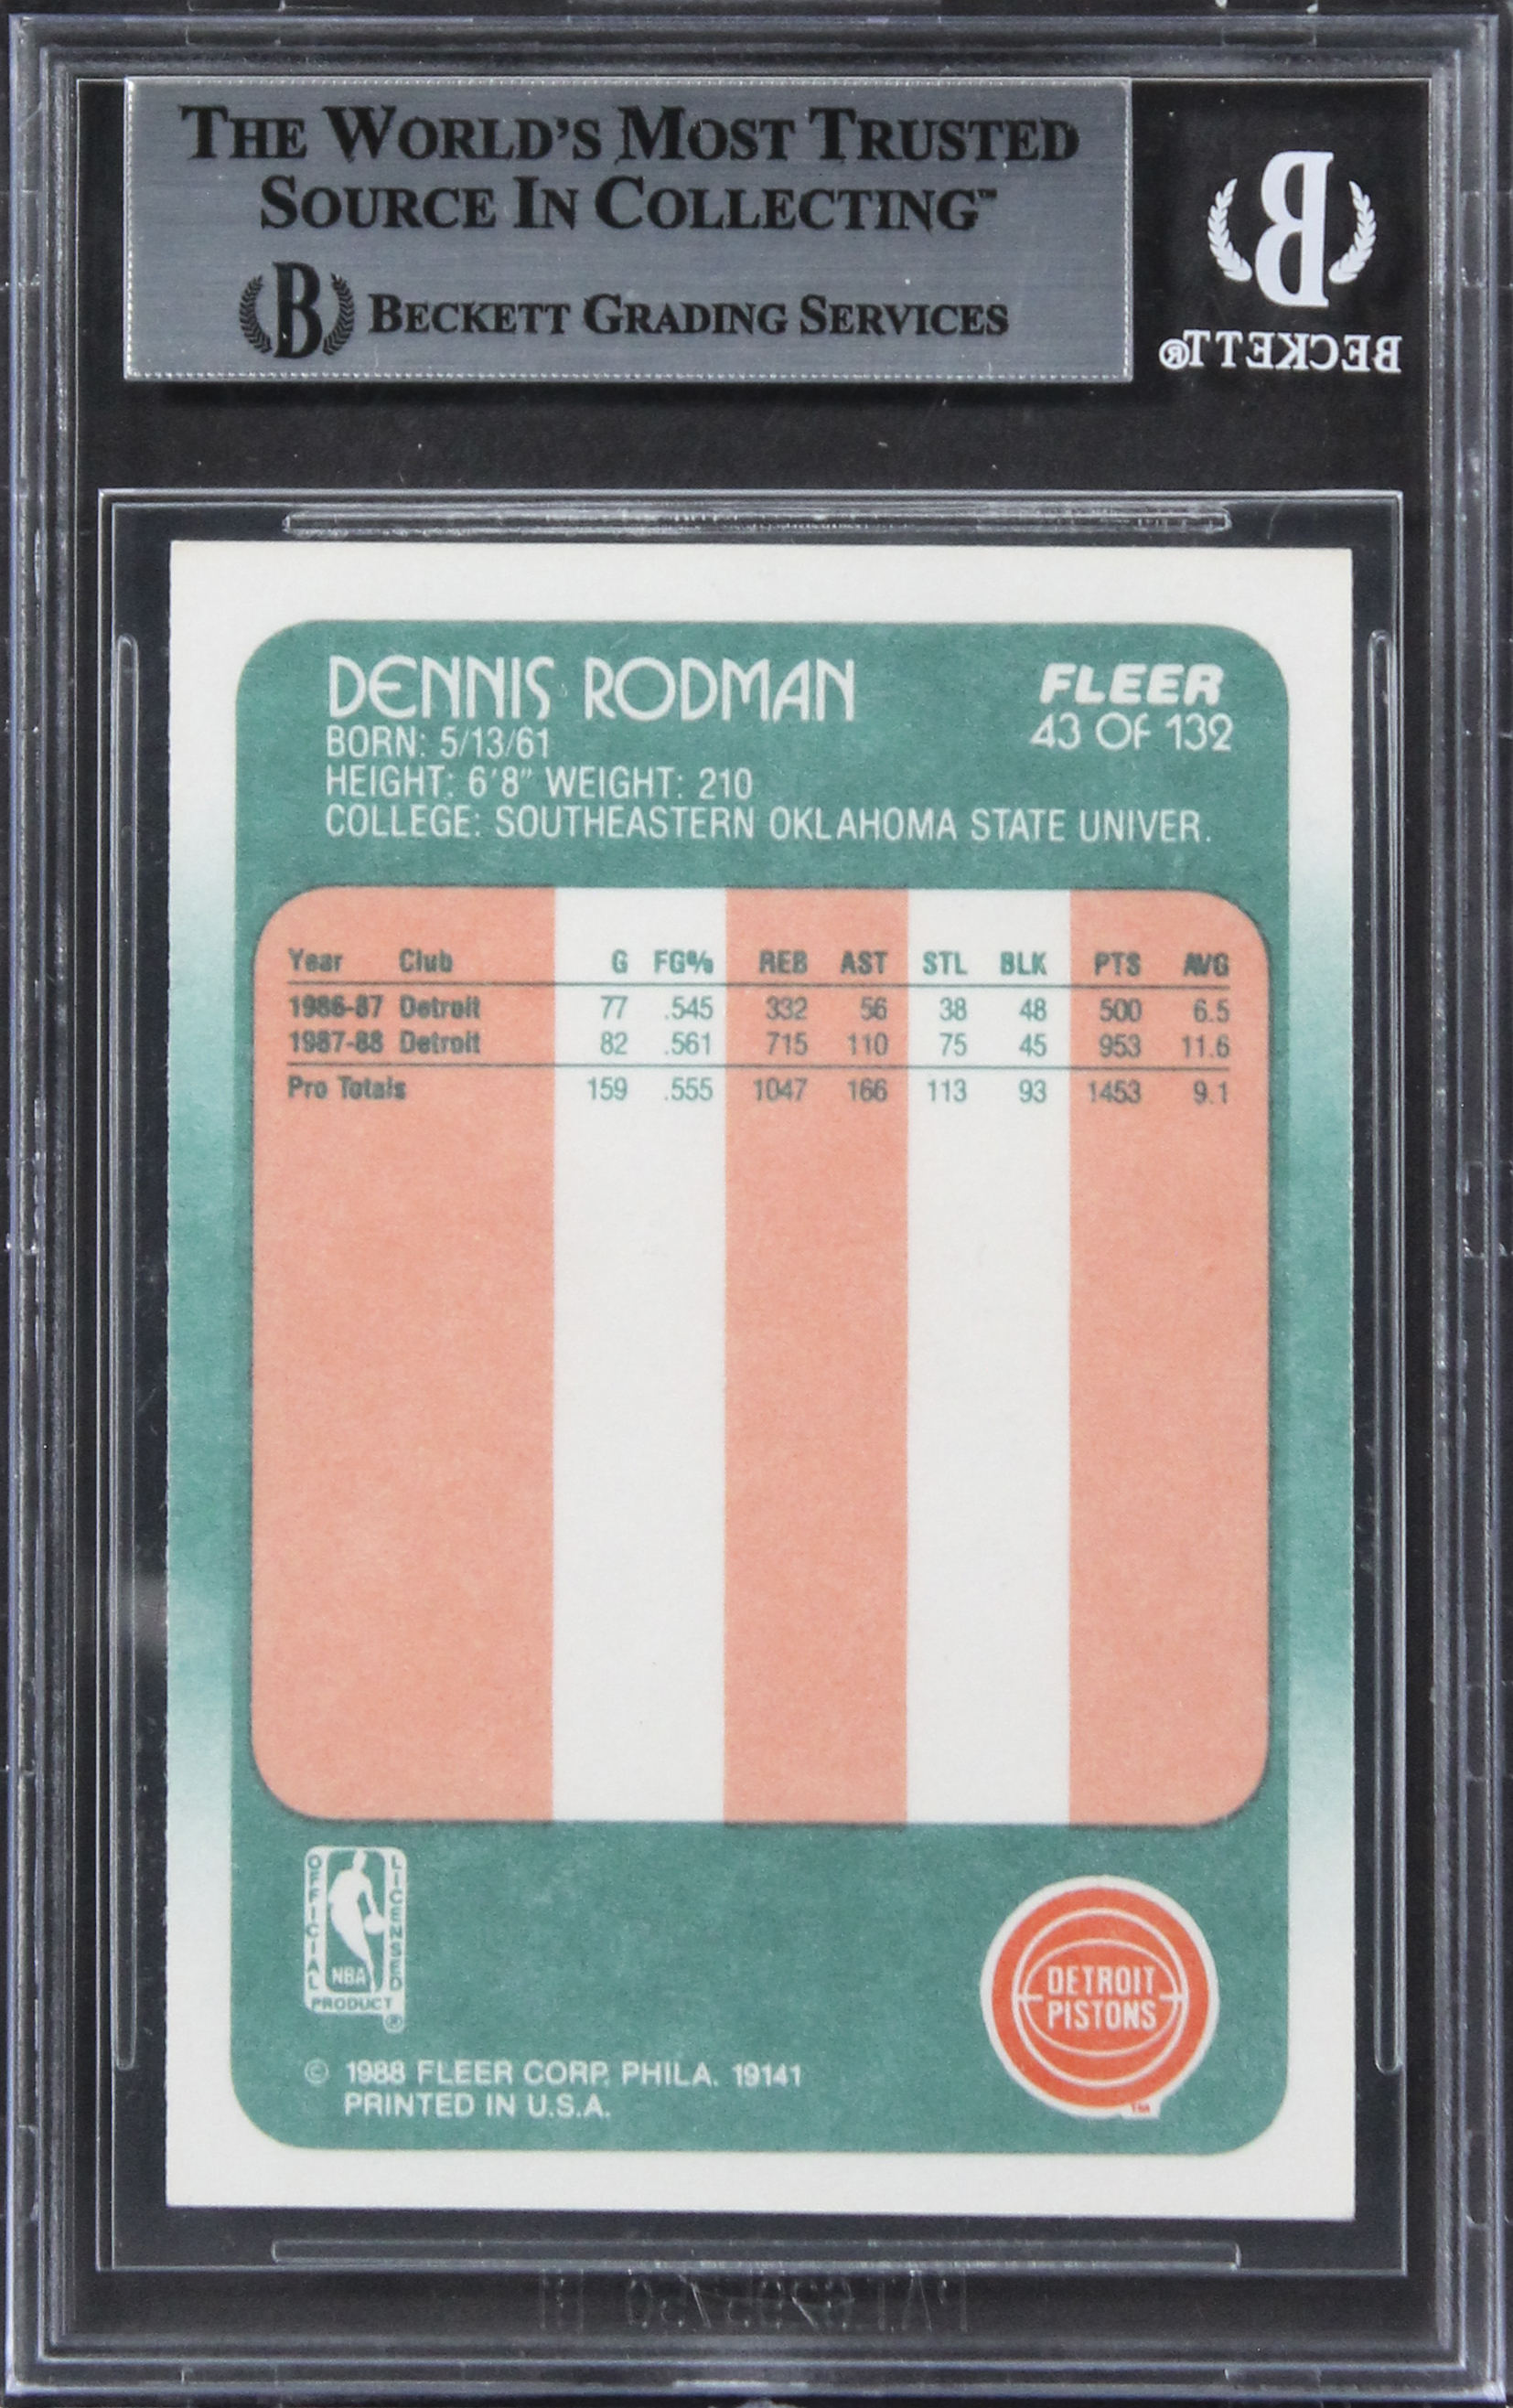 THE WORLD'S MOST TRUSTED
SOURCE IN COLLECTING™
B BECKETT GRADING SERVICES
B
BECKETT®
DENNIS RODMAN
FLEER
43 OF 132
BORN: 5/13/61
HEIGHT: 6'8" WEIGHT: 210
COLLEGE: SOUTHEASTERN OKLAHOMA STATE UNIVER.
Year Club G FG% REB AST STL BLK PTS AVG
1986-87 Detroit 77 .545 332 56 38 48 500 6.5
1987-88 Detroit 82 .561 715 110 75 45 953 11.6
Pro Totals 159 .555 1047 166 113 93 1453 9.1
OFFICIAL
LICENSED
NBA
PRODUCT
®
DETROIT
PISTONS
TM
© 1988 FLEER CORP. PHILA. 19141
PRINTED IN U.S.A.